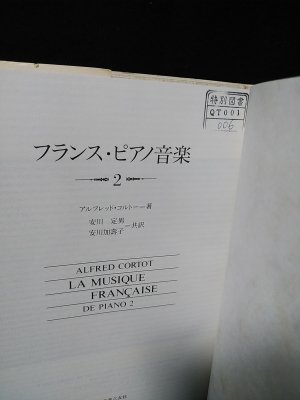 特別図書
QT001
006
フランス・ピアノ音楽
2
アルフレッド・コルトー — 著
安川 定男
安川加壽子 — 共訳
ALFRED CORTOT
LA MUSIQUE
FRANÇAISE
DE PIANO 2